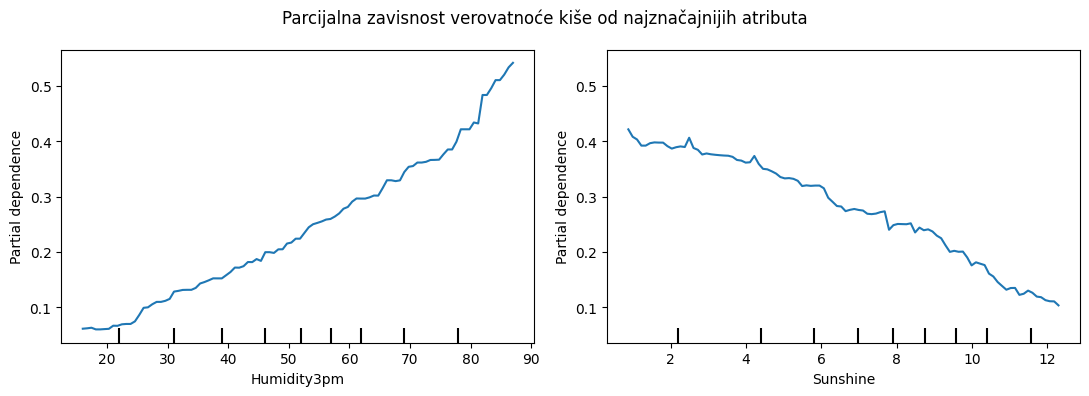 Parcijalna zavisnost verovatnoće kiše od najznačajnijih atributa
Partial dependence
0.5
0.4
0.3
0.2
0.1
20 30 40 50 60 70 80 90
Humidity3pm
Partial dependence
0.5
0.4
0.3
0.2
0.1
2 4 6 8 10 12
Sunshine